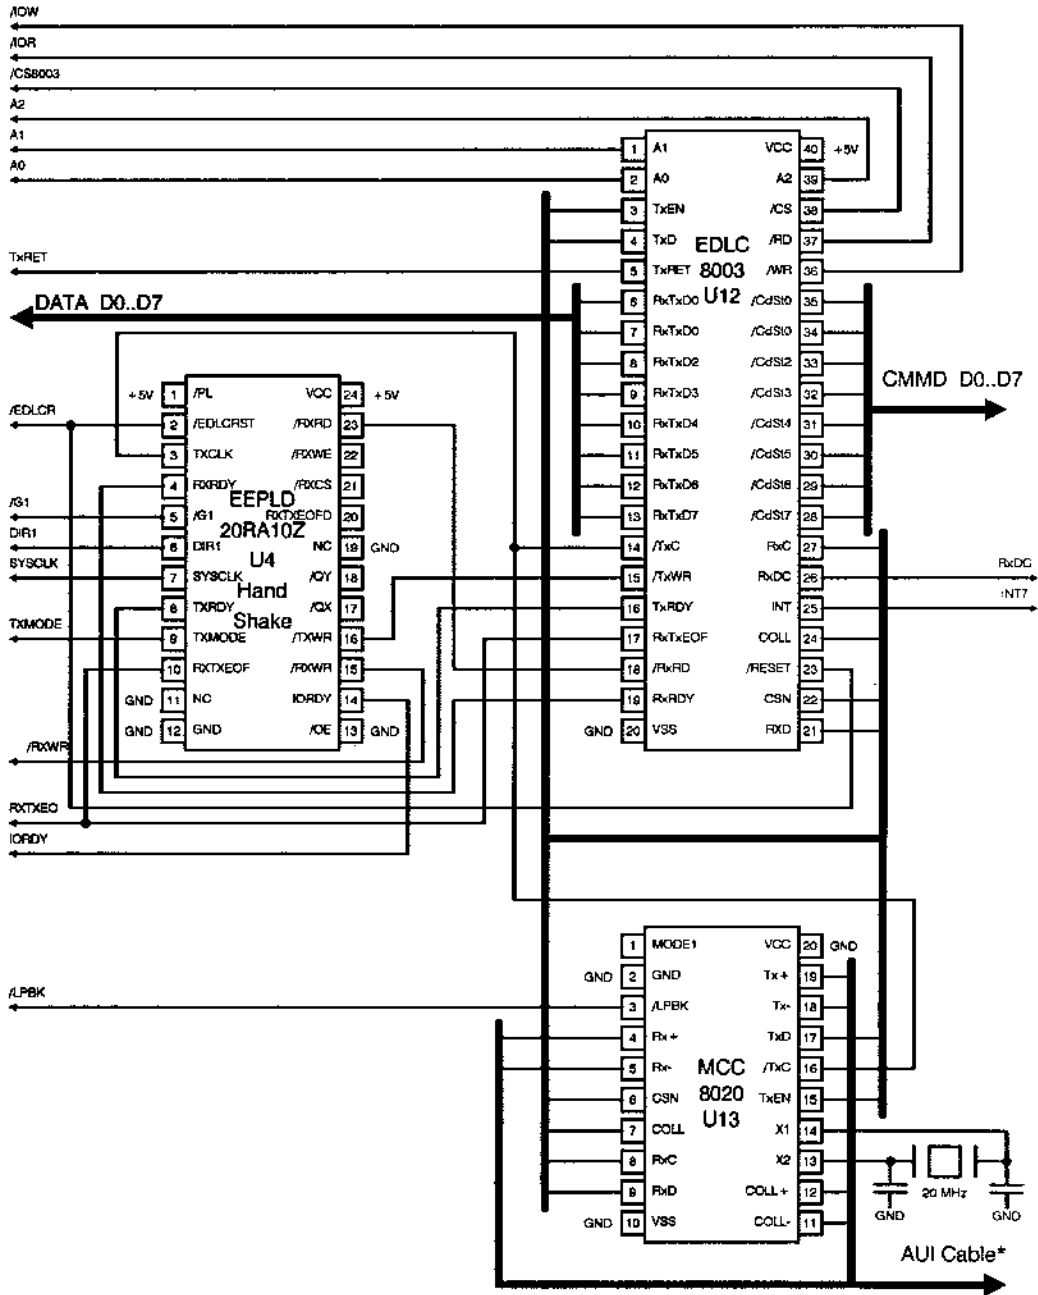 /IOW
/IOR
/CS8003
A2
A1
A0
TxRET
DATA D0..D7
/EDLCR
/G1
DIR1
SYSCLK
TXMODE
/RXWR
RXTXEO
IORDY
/LPBK
1 A1 VCC 40 +5V
2 A0 A2 39
3 TxEN /CS 38
4 TxD /RD 37
5 TxRET /WR 36
6 RxTxD0 /CdSt0 35
7 RxTxD0 /CdSt0 34
8 RxTxD2 /CdSt2 33
9 RxTxD3 /CdSt3 32
10 RxTxD4 /CdSt4 31
11 RxTxD5 /CdSt5 30
12 RxTxD6 /CdSt6 29
13 RxTxD7 /CdSt7 28
14 /TxC RxC 27
15 /TxWR RxDC 26
16 TxRDY INT 25
17 RxTxEOF COLL 24
18 /RxRD /RESET 23
19 RxRDY CSN 22
GND 20 VSS RXD 21
EDLC
8003
U12
CMMD D0..D7
RxDC
INT7
+5V 1 /PL VCC 24 +5V
2 /EDLCRST /RXRD 23
3 TXCLK /RXWE 22
4 RXRDY /RXCS 21
5 /G1 RXTXEOFD 20
6 DIR1 NC 19 GND
7 SYSCLK /QY 18
8 TXRDY /QX 17
9 TXMODE /TXWR 16
10 RXTXEOF /RXWR 15
GND 11 NC IORDY 14
GND 12 GND /OE 13 GND
EEPLD
20RA10Z
U4
Hand
Shake
1 MODE1 VCC 20 GND
GND 2 GND Tx+ 19
3 /LPBK Tx- 18
4 Rx+ TxD 17
5 Rx- /TxC 16
6 CSN TxEN 15
7 COLL X1 14
8 RxC X2 13
9 RxD COLL+ 12
GND 10 VSS COLL- 11
MCC
8020
U13
20 MHz
GND
GND
AUI Cable*